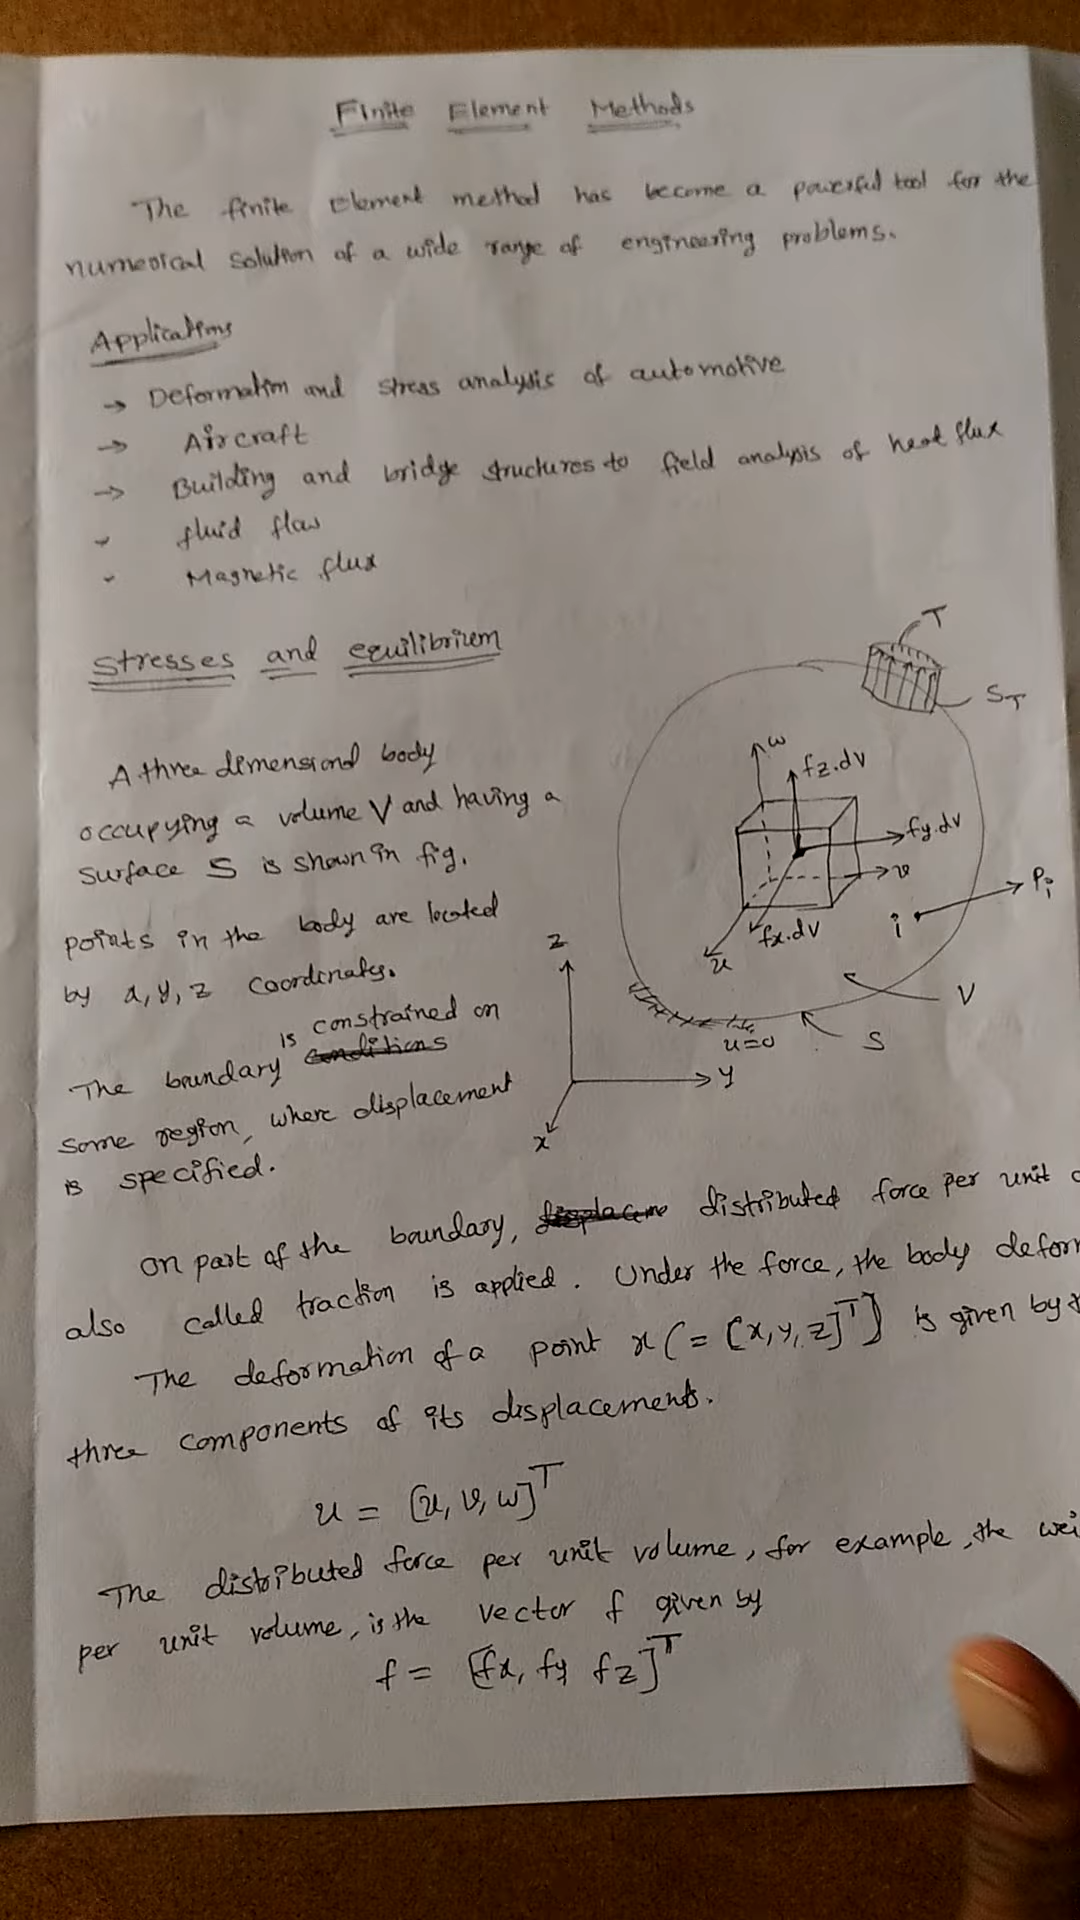 Finite Element Methods
The finite Element method has become a powerful tool for the
numerical solution of a wide range of engineering problems.
Applications
→ Deformation and stress analysis of automotive
→ Aircraft
→ Building and bridge structures to field analysis of heat flux
fluid flow
Magnetic flux
Stresses and equilibrium
T
ST
A three dimensional body
occupying a volume V and having a
surface S is shown in fig.
points in the body are located
by x, y, z coordinates.
The boundary is constrained on
some region, where displacement
is specified.
w
fz.dv
fy.dv
v
fx.dv
u
i
Pi
V
S
u=0
z
y
x
on part of the boundary, distributed force per unit
also called traction is applied. Under the force, the body
The deformation of a point x (= [x, y, z]ᵀ) is given by
three components of its displacements.
u = [u, v, w]ᵀ
The distributed force per unit volume, for example, the
per unit volume, is the vector f given by
f = [fx, fy fz]ᵀ